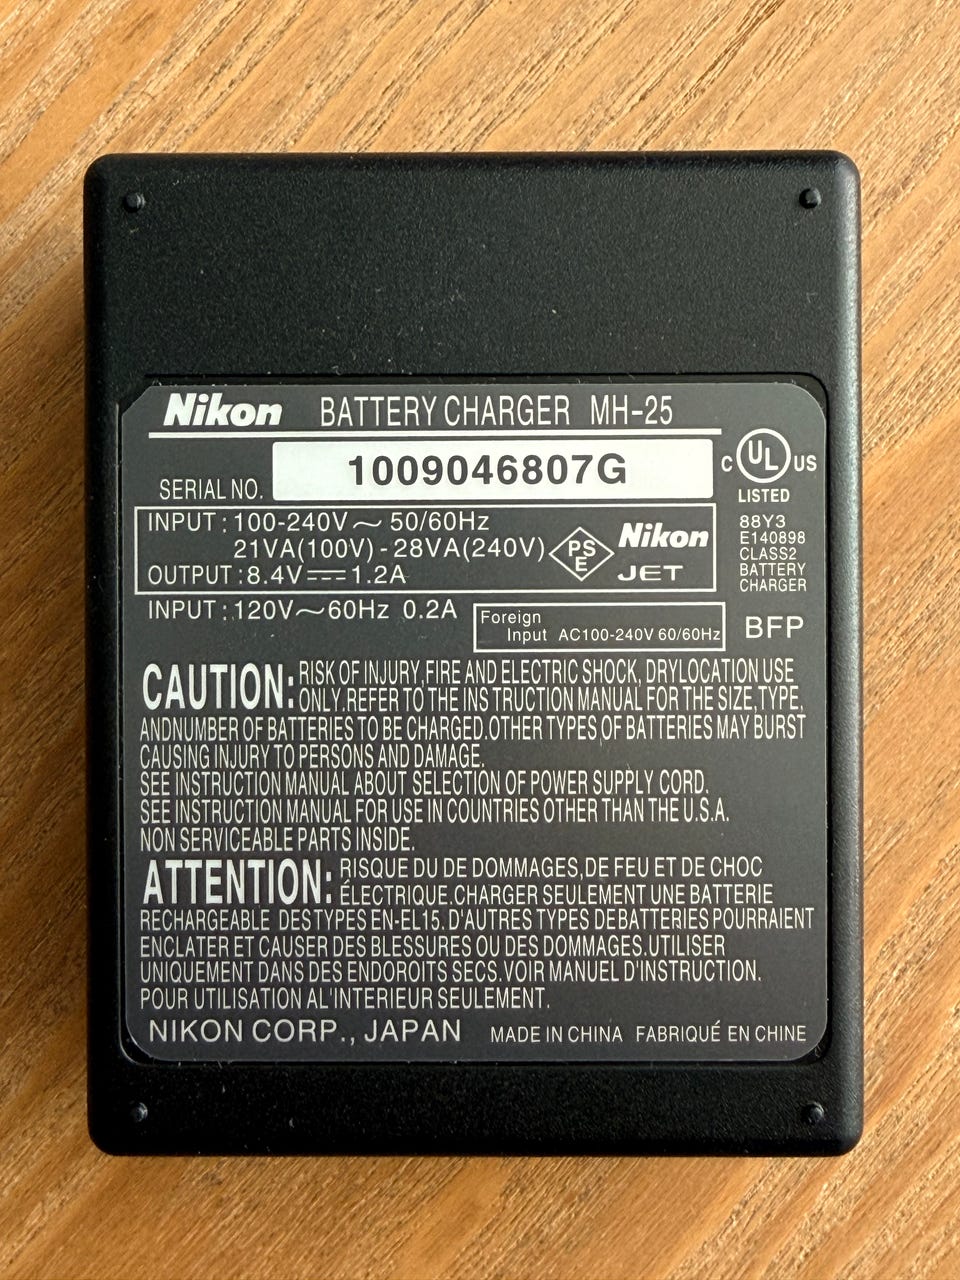 Nikon BATTERY CHARGER MH-25
SERIAL NO. 1009046807G
C UL US
LISTED
88Y3
E140898
CLASS2
BATTERY
CHARGER
BFP
INPUT : 100-240V ~ 50/60Hz
21VA(100V) - 28VA(240V)
OUTPUT : 8.4V ⎓ 1.2A
PS
E
Nikon
JET
INPUT : 120V~60Hz 0.2A
Foreign
Input AC100-240V 60/60Hz
CAUTION: RISK OF INJURY,FIRE AND ELECTRIC SHOCK, DRYLOCATION USE
ONLY.REFER TO THE INS TRUCTION MANUAL FOR THE SIZE,TYPE,
ANDNUMBER OF BATTERIES TO BE CHARGED.OTHER TYPES OF BATTERIES MAY BURST
CAUSING INJURY TO PERSONS AND DAMAGE.
SEE INSTRUCTION MANUAL ABOUT SELECTION OF POWER SUPPLY CORD.
SEE INSTRUCTION MANUAL FOR USE IN COUNTRIES OTHER THAN THE U.S.A.
NON SERVICEABLE PARTS INSIDE.
ATTENTION: RISQUE DU DE DOMMAGES,DE FEU ET DE CHOC
ÉLECTRIQUE.CHARGER SEULEMENT UNE BATTERIE
RECHARGEABLE DES TYPES EN-EL15. D'AUTRES TYPES DEBATTERIES POURRAIENT
ENCLATER ET CAUSER DES BLESSURES OU DES DOMMAGES.UTILISER
UNIQUEMENT DANS DES ENDOROITS SECS.VOIR MANUEL D'INSTRUCTION.
POUR UTILISATION A L'INTERIEUR SEULEMENT.
NIKON CORP., JAPAN MADE IN CHINA FABRIQUÉ EN CHINE